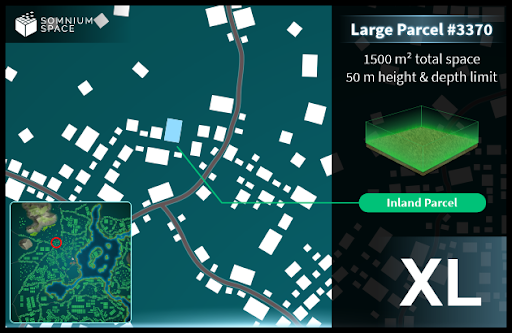 SOMNIUM
SPACE
Large Parcel #3370
1500 m² total space
50 m height & depth limit
Inland Parcel
XL